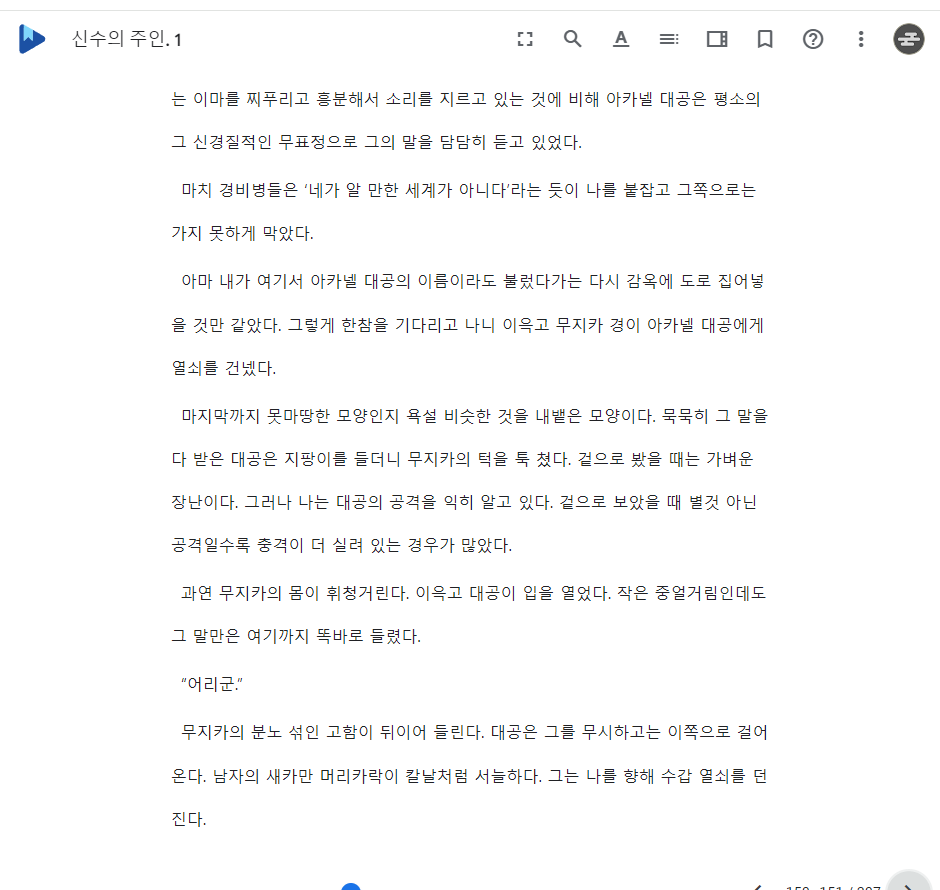 신수의 주인. 1
는 이마를 찌푸리고 흥분해서 소리를 지르고 있는 것에 비해 아카넬 대공은 평소의
그 신경질적인 무표정으로 그의 말을 담담히 듣고 있었다.
마치 경비병들은 ‘네가 알 만한 세계가 아니다’라는 듯이 나를 붙잡고 그쪽으로는
가지 못하게 막았다.
아마 내가 여기서 아카넬 대공의 이름이라도 불렀다가는 다시 감옥에 도로 집어넣
을 것만 같았다. 그렇게 한참을 기다리고 나니 이윽고 무지카 경이 아카넬 대공에게
열쇠를 건넸다.
마지막까지 못마땅한 모양인지 욕설 비슷한 것을 내뱉은 모양이다. 묵묵히 그 말을
다 받은 대공은 지팡이를 들더니 무지카의 턱을 툭 쳤다. 겉으로 봤을 때는 가벼운
장난이다. 그러나 나는 대공의 공격을 익히 알고 있다. 겉으로 보았을 때 별것 아닌
공격일수록 충격이 더 실려 있는 경우가 많았다.
과연 무지카의 몸이 휘청거린다. 이윽고 대공이 입을 열었다. 작은 중얼거림인데도
그 말만은 여기까지 똑바로 들렸다.
“어리군.”
무지카의 분노 섞인 고함이 뒤이어 들린다. 대공은 그를 무시하고는 이쪽으로 걸어
온다. 남자의 새카만 머리카락이 칼날처럼 서늘하다. 그는 나를 향해 수갑 열쇠를 던
진다.